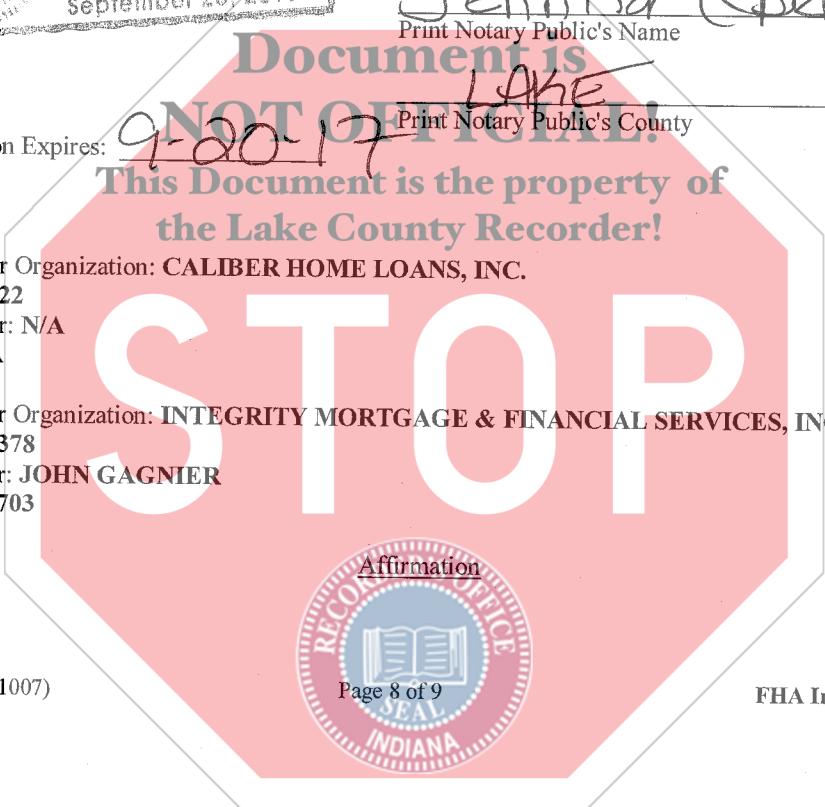 September
Print Notary Public's Name
LAKE
Print Notary Public's County
n Expires: 9-20-17
Document is
NOT OFFICIAL!
This Document is the property of
the Lake County Recorder!
r Organization: CALIBER HOME LOANS, INC.
22
r: N/A
r Organization: INTEGRITY MORTGAGE & FINANCIAL SERVICES, IN
378
r: JOHN GAGNIER
703
STOP
Affirmation
RECORDER'S OFFICE
SEAL
INDIANA
1007)
Page 8 of 9
FHA In